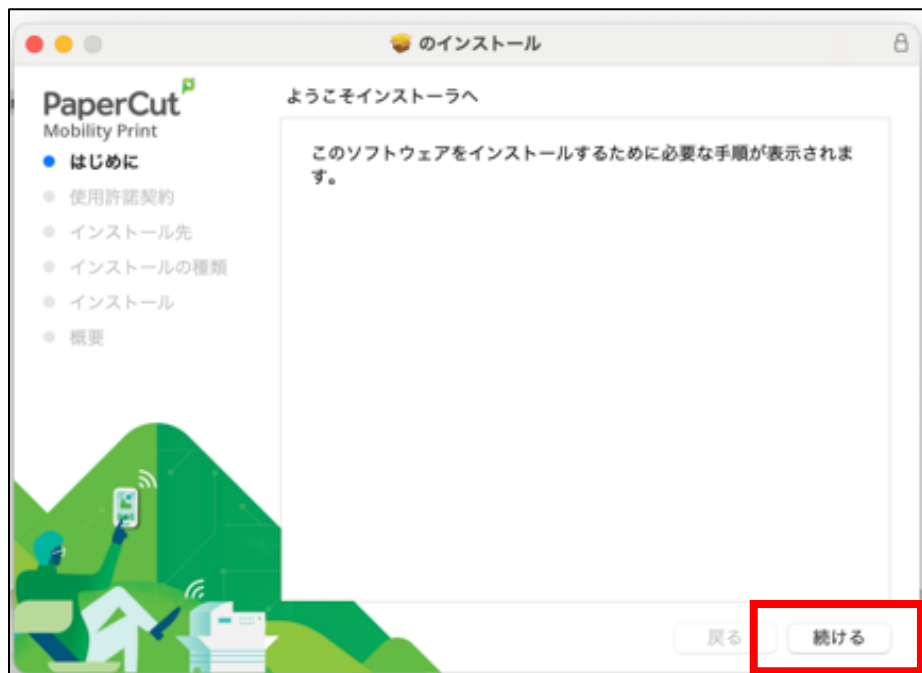 のインストール
PaperCut
Mobility Print
はじめに
使用許諾契約
インストール先
インストールの種類
インストール
概要
ようこそインストーラへ
このソフトウェアをインストールするために必要な手順が表示されま
す。
戻る
続ける